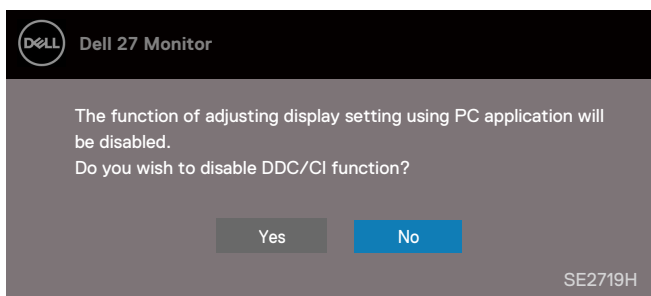 DELL
Dell 27 Monitor
The function of adjusting display setting using PC application will
be disabled.
Do you wish to disable DDC/CI function?
Yes
No
SE2719H